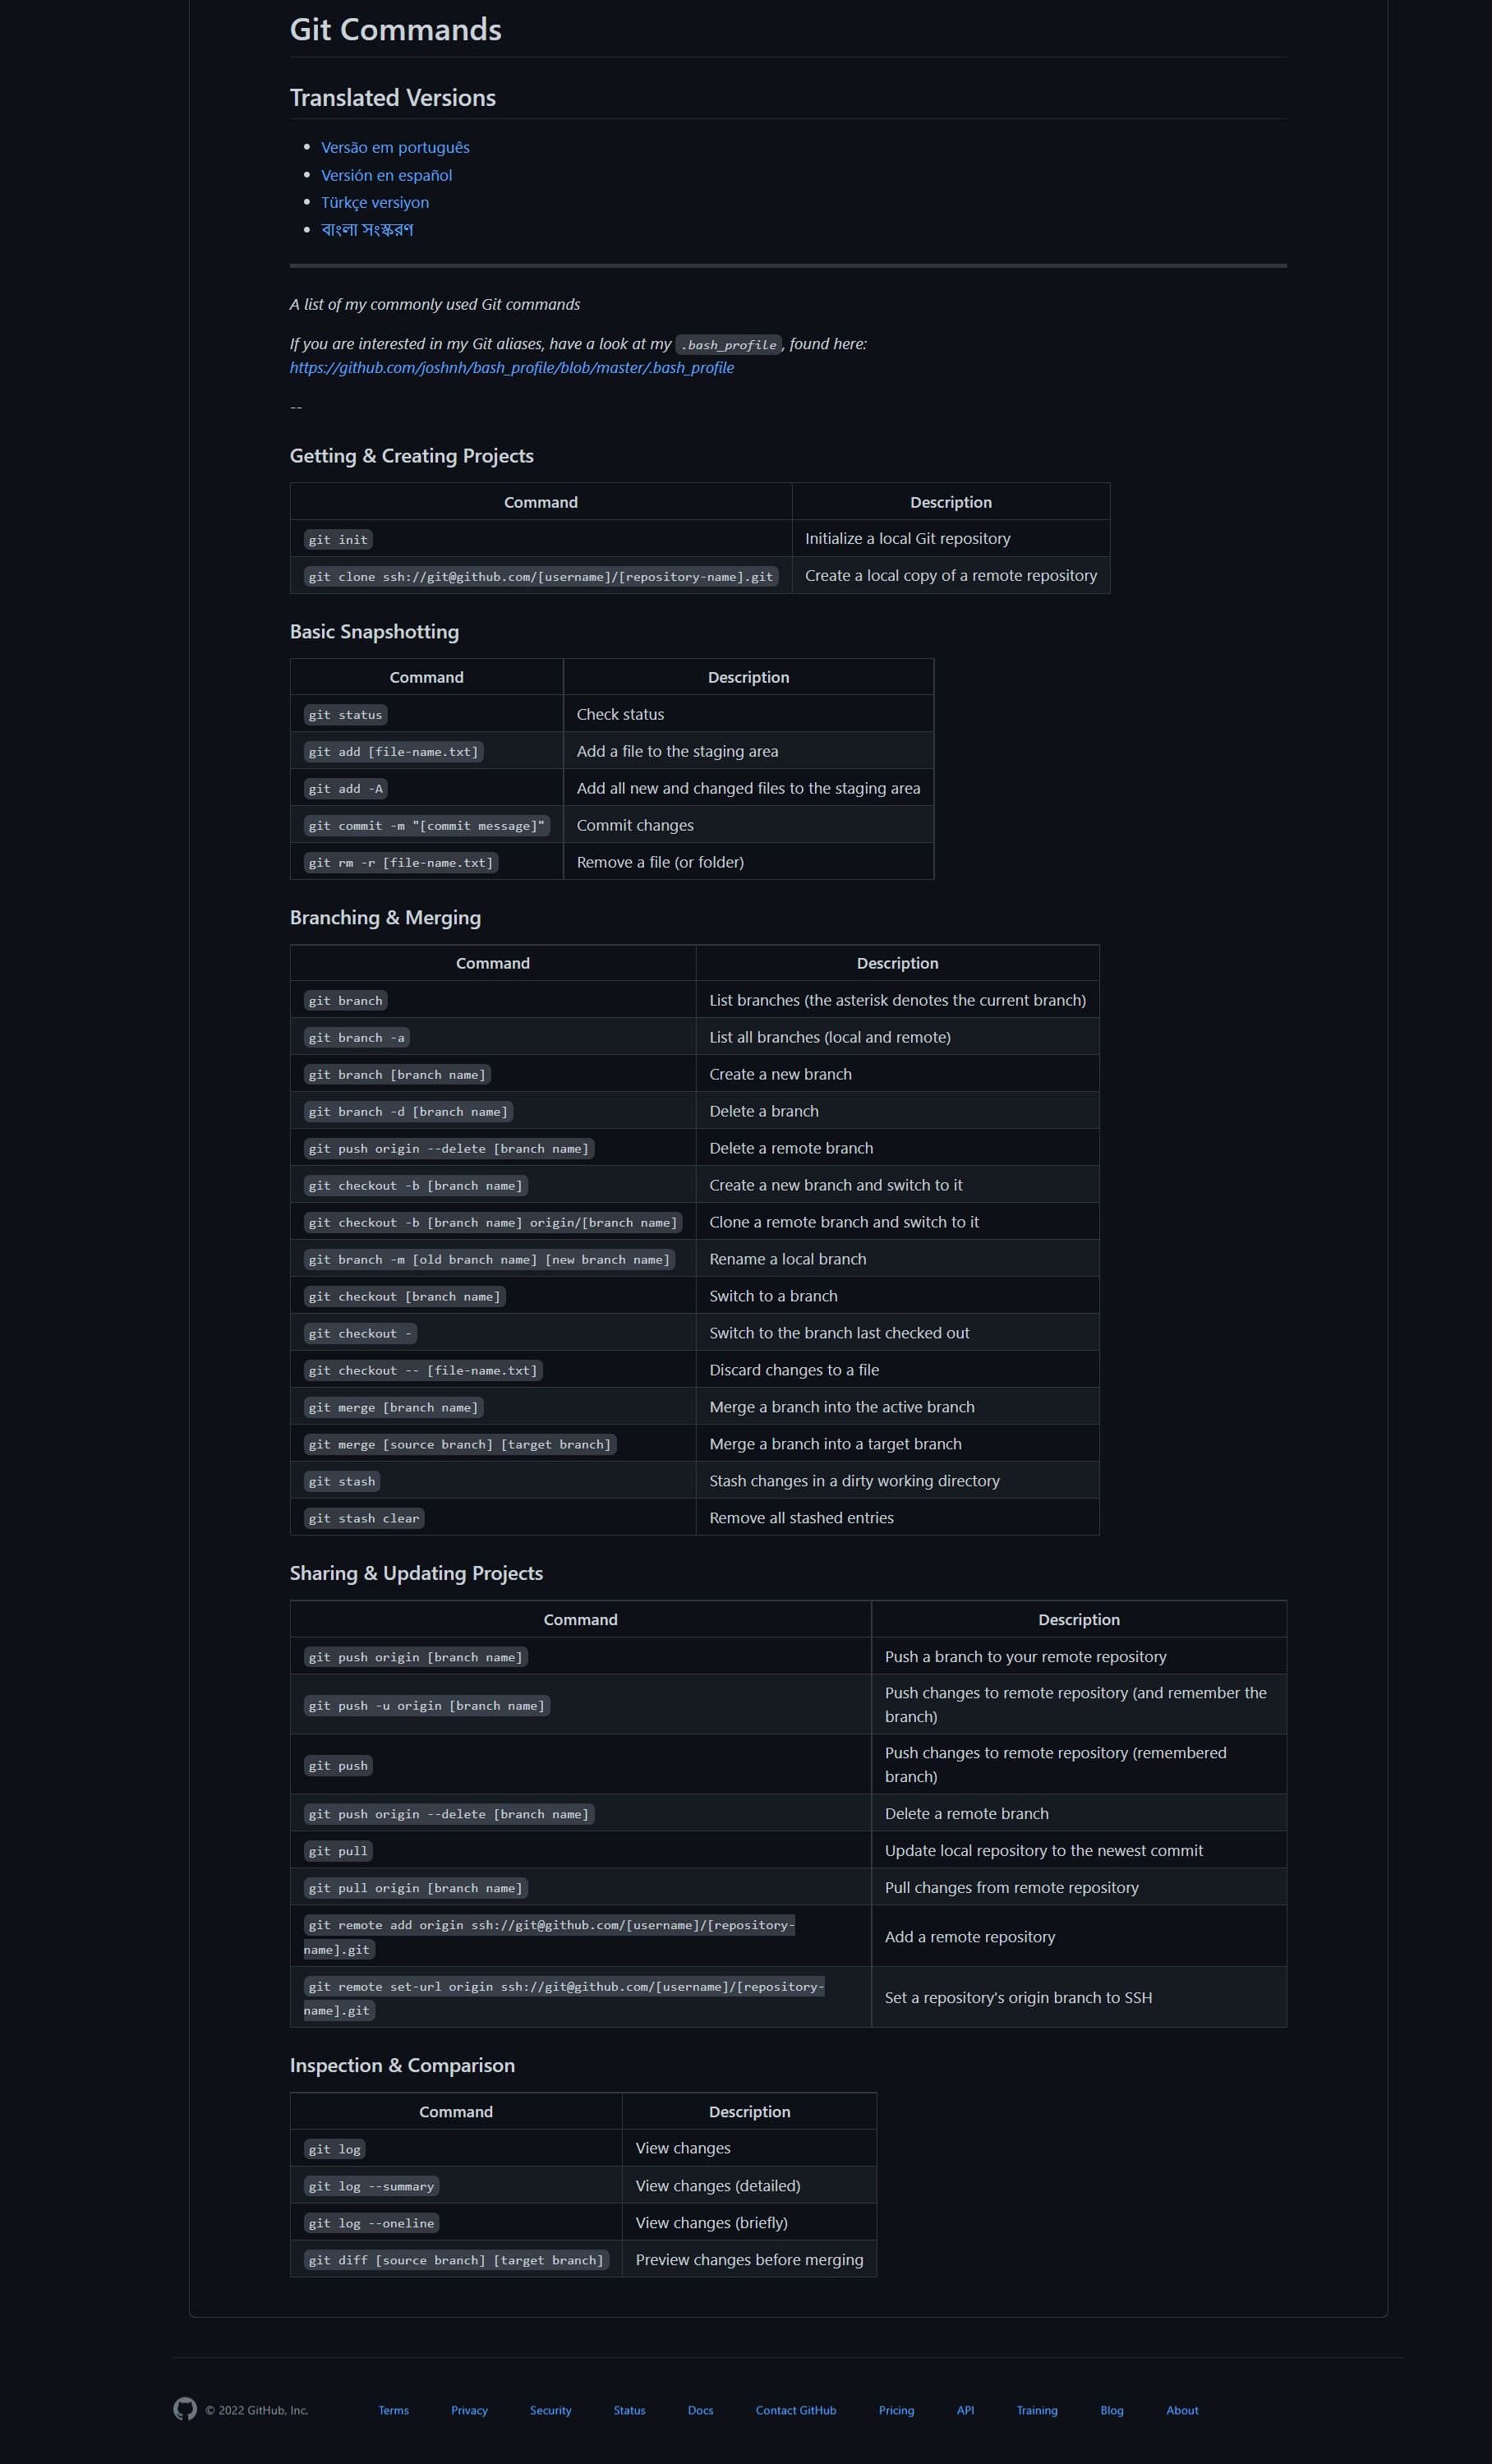 Git Commands
Translated Versions
Versão em português
Versión en español
Türkçe versiyon
বাংলা সংস্করণ
A list of my commonly used Git commands
If you are interested in my Git aliases, have a look at my .bash_profile, found here:
https://github.com/joshnh/bash_profile/blob/master/.bash_profile
--
Getting & Creating Projects
Command Description
git init Initialize a local Git repository
git clone ssh://git@github.com/[username]/[repository-name].git Create a local copy of a remote repository
Basic Snapshotting
Command Description
git status Check status
git add [file-name.txt] Add a file to the staging area
git add -A Add all new and changed files to the staging area
git commit -m "[commit message]" Commit changes
git rm -r [file-name.txt] Remove a file (or folder)
Branching & Merging
Command Description
git branch List branches (the asterisk denotes the current branch)
git branch -a List all branches (local and remote)
git branch [branch name] Create a new branch
git branch -d [branch name] Delete a branch
git push origin --delete [branch name] Delete a remote branch
git checkout -b [branch name] Create a new branch and switch to it
git checkout -b [branch name] origin/[branch name] Clone a remote branch and switch to it
git branch -m [old branch name] [new branch name] Rename a local branch
git checkout [branch name] Switch to a branch
git checkout - Switch to the branch last checked out
git checkout -- [file-name.txt] Discard changes to a file
git merge [branch name] Merge a branch into the active branch
git merge [source branch] [target branch] Merge a branch into a target branch
git stash Stash changes in a dirty working directory
git stash clear Remove all stashed entries
Sharing & Updating Projects
Command Description
git push origin [branch name] Push a branch to your remote repository
git push -u origin [branch name] Push changes to remote repository (and remember the
branch)
git push Push changes to remote repository (remembered
branch)
git push origin --delete [branch name] Delete a remote branch
git pull Update local repository to the newest commit
git pull origin [branch name] Pull changes from remote repository
git remote add origin ssh://git@github.com/[username]/[repository-
name].git Add a remote repository
git remote set-url origin ssh://git@github.com/[username]/[repository-
name].git Set a repository's origin branch to SSH
Inspection & Comparison
Command Description
git log View changes
git log --summary View changes (detailed)
git log --oneline View changes (briefly)
git diff [source branch] [target branch] Preview changes before merging
© 2022 GitHub, Inc. Terms Privacy Security Status Docs Contact GitHub Pricing API Training Blog About